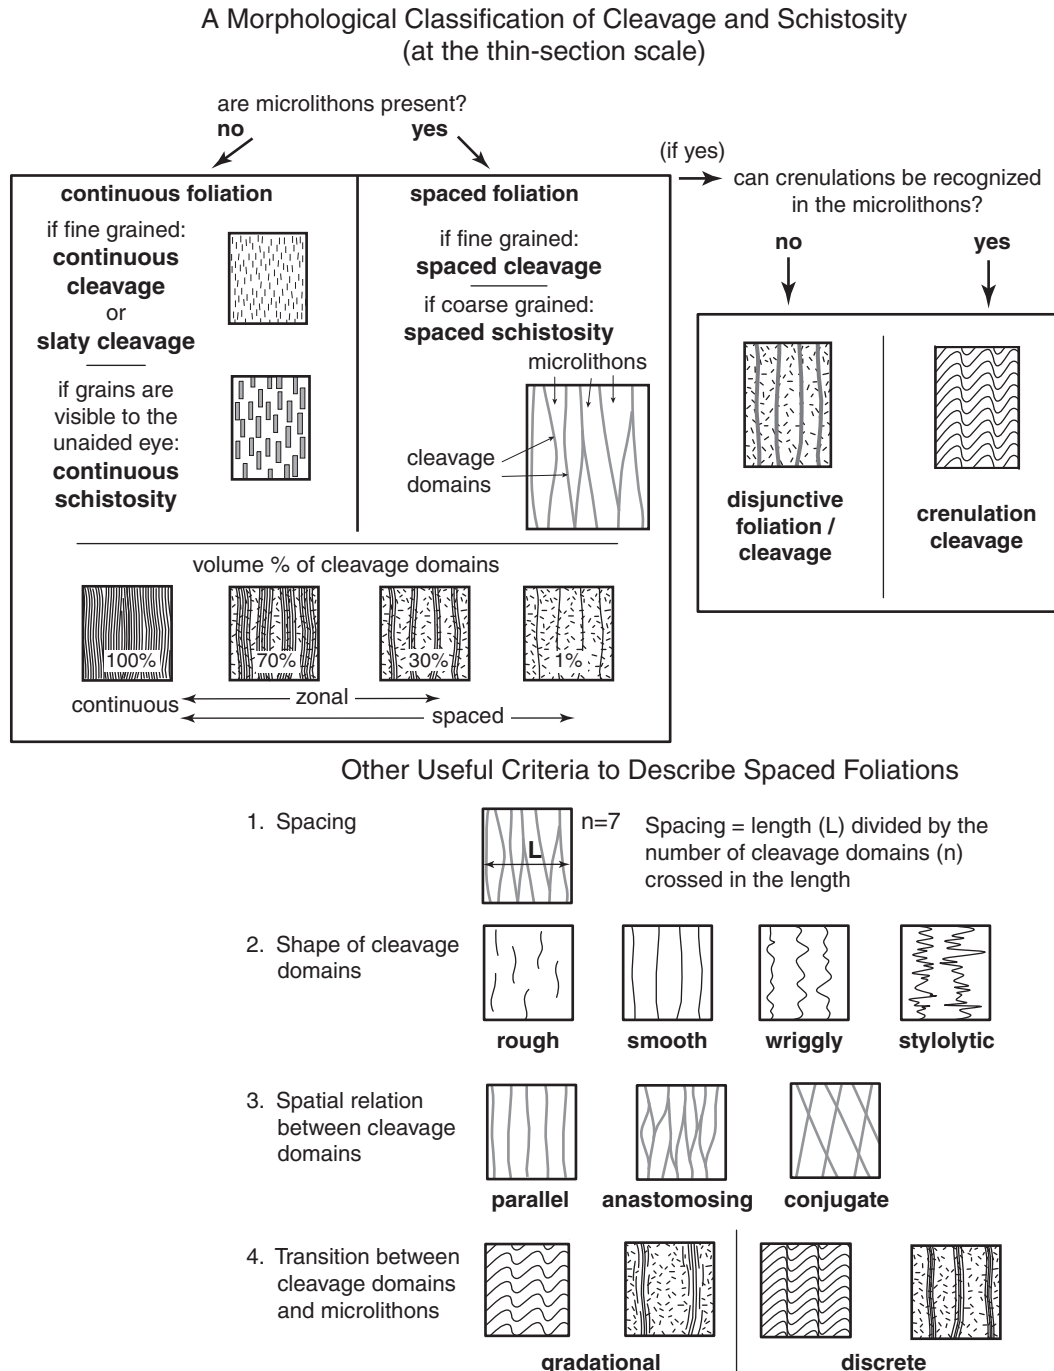 A Morphological Classification of Cleavage and Schistosity
(at the thin-section scale)
are microlithons present?
no
yes
(if yes)
can crenulations be recognized
in the microlithons?
no
yes
continuous foliation
if fine grained:
continuous
cleavage
or
slaty cleavage
if grains are
visible to the
unaided eye:
continuous
schistosity
spaced foliation
if fine grained:
spaced cleavage
if coarse grained:
spaced schistosity
microlithons
cleavage
domains
disjunctive
foliation /
cleavage
crenulation
cleavage
volume % of cleavage domains
100%
70%
30%
1%
continuous
zonal
spaced
Other Useful Criteria to Describe Spaced Foliations
1. Spacing
L
n=7
Spacing = length (L) divided by the
number of cleavage domains (n)
crossed in the length
2. Shape of cleavage
domains
rough
smooth
wriggly
stylolytic
3. Spatial relation
between cleavage
domains
parallel
anastomosing
conjugate
4. Transition between
cleavage domains
and microlithons
gradational
discrete